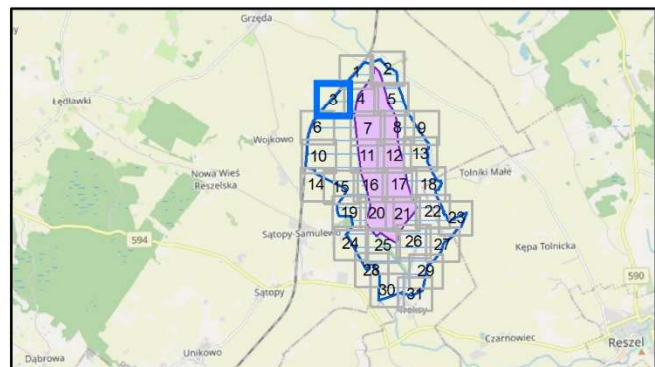 Grzęda
1 2
Łędławki
3 4 5
6 7 8 9
Wojkowo
10 11 12 13
Nowa Wieś
Reszelska
Tolniki Małe
14 15 16 17 18
19 20 21 22 23
594
Sątopy-Samulewo
24 25 26 27
Kępa Tolnicka
28 29
590
Sątopy
30 31
Czarnowiec
Reszel
Unikowo
Dąbrowa